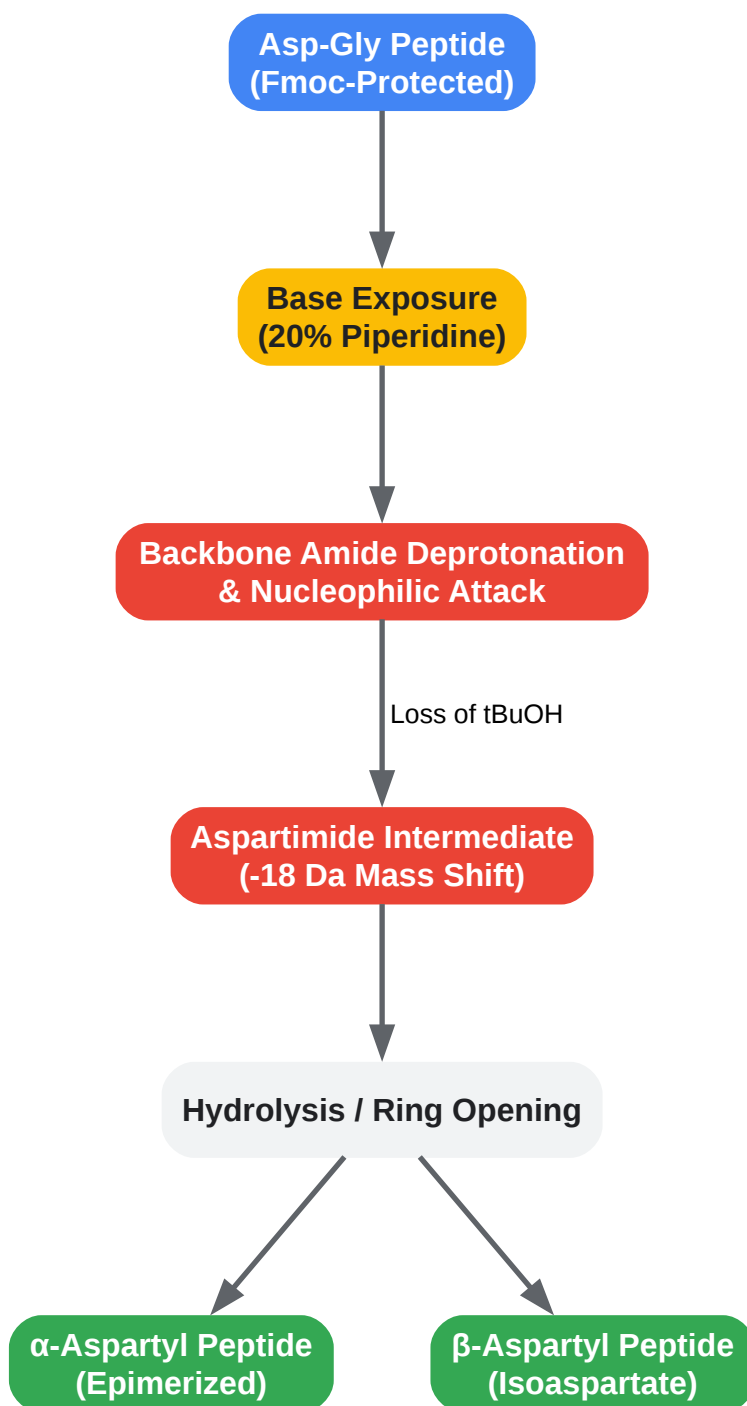 Asp-Gly Peptide
(Fmoc-Protected)
Base Exposure
(20% Piperidine)
Backbone Amide Deprotonation
& Nucleophilic Attack
Loss of tBuOH
Aspartimide Intermediate
(-18 Da Mass Shift)
Hydrolysis / Ring Opening
α-Aspartyl Peptide
(Epimerized)
β-Aspartyl Peptide
(Isoaspartate)